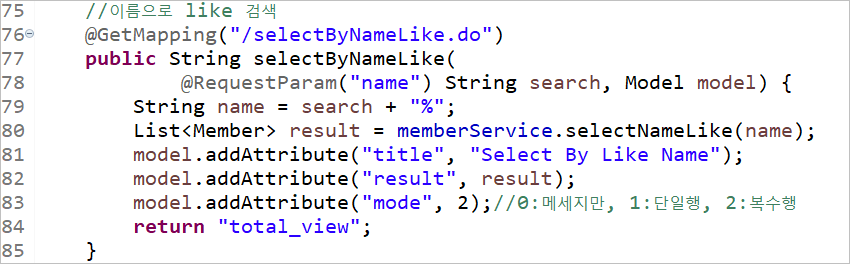 75 //이름으로 like 검색
76 @GetMapping("/selectByNameLike.do")
77 public String selectByNameLike(
78 @RequestParam("name") String search, Model model) {
79 String name = search + "%";
80 List<Member> result = memberService.selectNameLike(name);
81 model.addAttribute("title", "Select By Like Name");
82 model.addAttribute("result", result);
83 model.addAttribute("mode", 2);//0:메세지만, 1:단일행, 2:복수행
84 return "total_view";
85 }